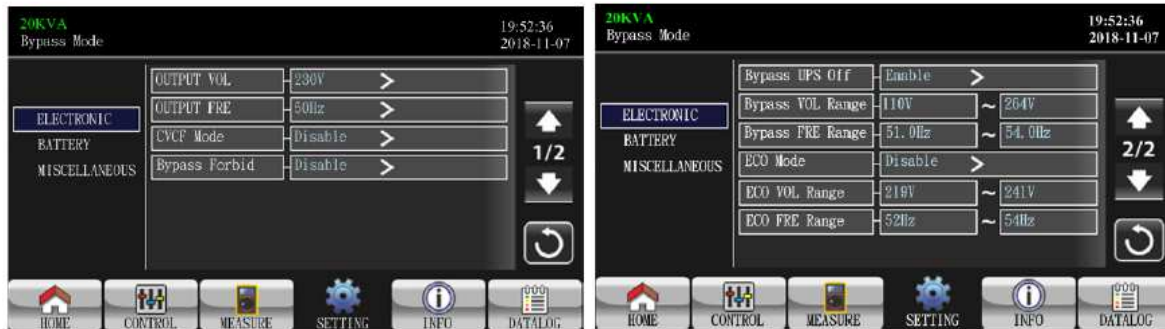 20KVA
Bypass Mode
19:52:36
2018-11-07
ELECTRONIC
BATTERY
MISCELLANEOUS
OUTPUT VOL 230V >
OUTPUT FRE 50Hz >
CVCF Mode Disable >
Bypass Forbid Disable >
1/2
HOME CONTROL MEASURE SETTING INFO DATALOG
20KVA
Bypass Mode
19:52:36
2018-11-07
ELECTRONIC
BATTERY
MISCELLANEOUS
Bypass UPS Off Enable >
Bypass VOL Range 110V ~ 264V
Bypass FRE Range 51.0Hz ~ 54.0Hz
ECO Mode Disable >
ECO VOL Range 219V ~ 241V
ECO FRE Range 52Hz ~ 54Hz
2/2
HOME CONTROL MEASURE SETTING INFO DATALOG